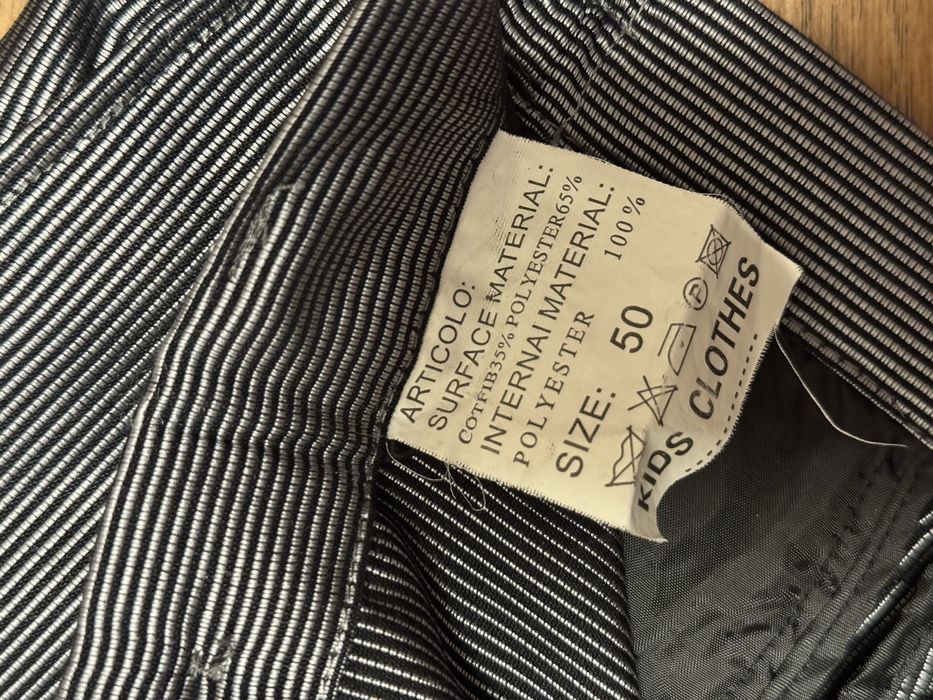 ARTICOLO:
SURFACE MATERIAL:
COTFIB35% POLYESTER65%
INTERNAI MATERIAL:
POLYESTER 100%
SIZE: 50
P
KIDS CLOTHES